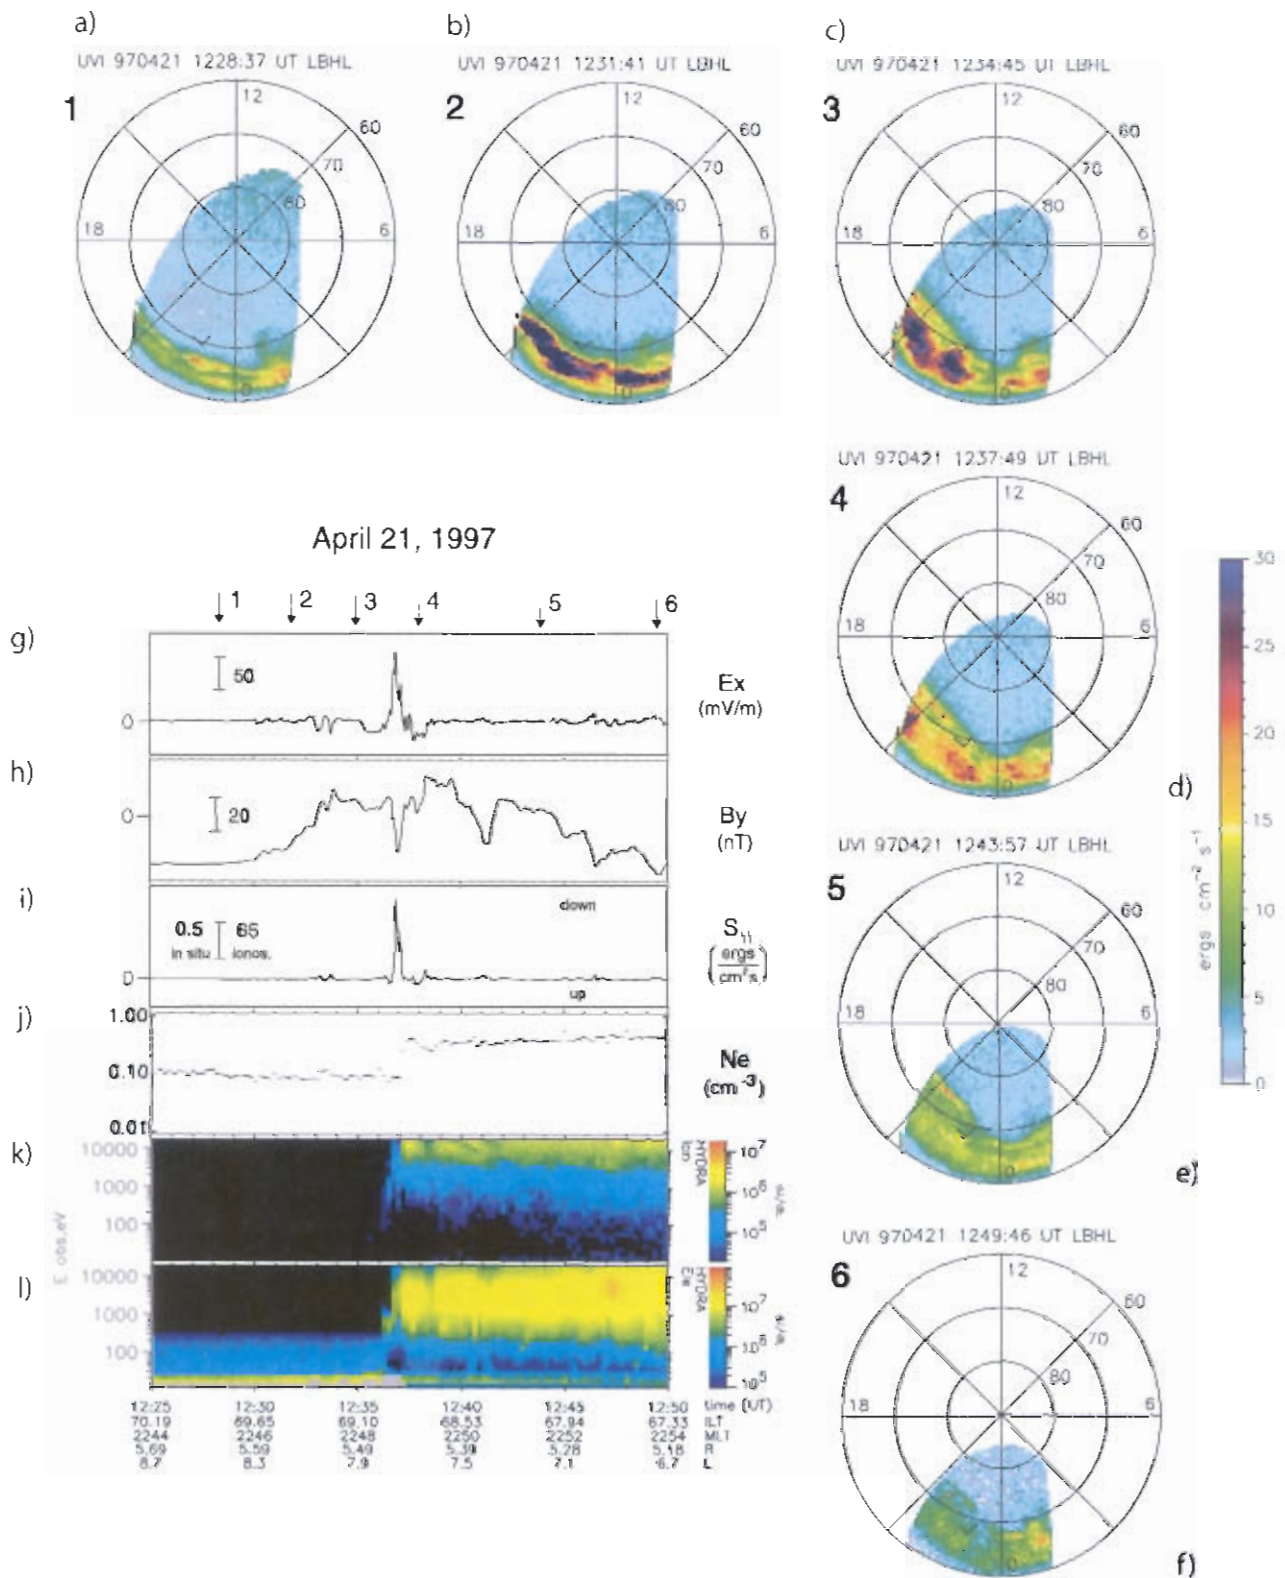 a)
UVI 970421 1228:37 UT LBHL
1
12
60
70
80
18
6
0
b)
UVI 970421 1231:41 UT LBHL
2
12
60
70
80
18
6
0
c)
UVI 970421 1234:45 UT LBHL
3
12
60
70
80
18
6
0
UVI 970421 1237:49 UT LBHL
4
12
60
70
80
18
6
0
d)
UVI 970421 1243:57 UT LBHL
5
12
60
70
80
18
6
0
e)
UVI 970421 1249:46 UT LBHL
6
12
60
70
80
18
6
0
f)
30
25
20
15
10
5
0
ergs cm⁻² s⁻¹
April 21, 1997
1 2 3 4 5 6
g)
50
0
Ex
(mV/m)
h)
20
0
By
(nT)
i)
0.5 65
in situ ionos.
down
0
up
ergs
cm²s
j)
1.00
0.10
0.01
Ne
(cm⁻³)
k)
10000
1000
100
HYDRA
Ion
10⁷
10⁶
10⁵
l)
10000
1000
100
E obs,eV
HYDRA
Ele
10⁷
10⁶
10⁵
12:25 12:30 12:35 12:40 12:45 12:50 time (UT)
70.19 69.65 69.10 68.53 67.94 67.33 ILT
2244 2246 2248 2250 2252 2254 MLT
5.69 5.59 5.49 5.39 5.28 5.18 R
8.7 8.3 7.9 7.5 7.1 6.7 L